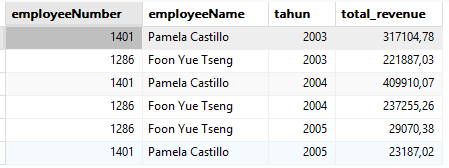 employeeNumber employeeName tahun total_revenue
1401 Pamela Castillo 2003 317104,78
1286 Foon Yue Tseng 2003 221887,03
1401 Pamela Castillo 2004 409910,07
1286 Foon Yue Tseng 2004 237255,26
1286 Foon Yue Tseng 2005 29070,38
1401 Pamela Castillo 2005 23187,02